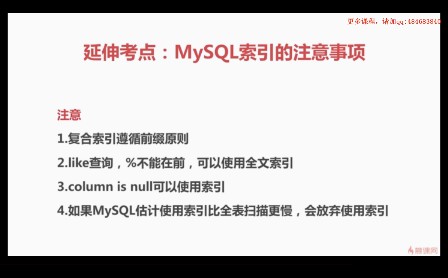 更多课程，请加qq:184683840
延伸考点：MySQL索引的注意事项
注意
1.复合索引遵循前缀原则
2.like查询，%不能在前，可以使用全文索引
3.column is null可以使用索引
4.如果MySQL估计使用索引比全表扫描更慢，会放弃使用索引
慕课网